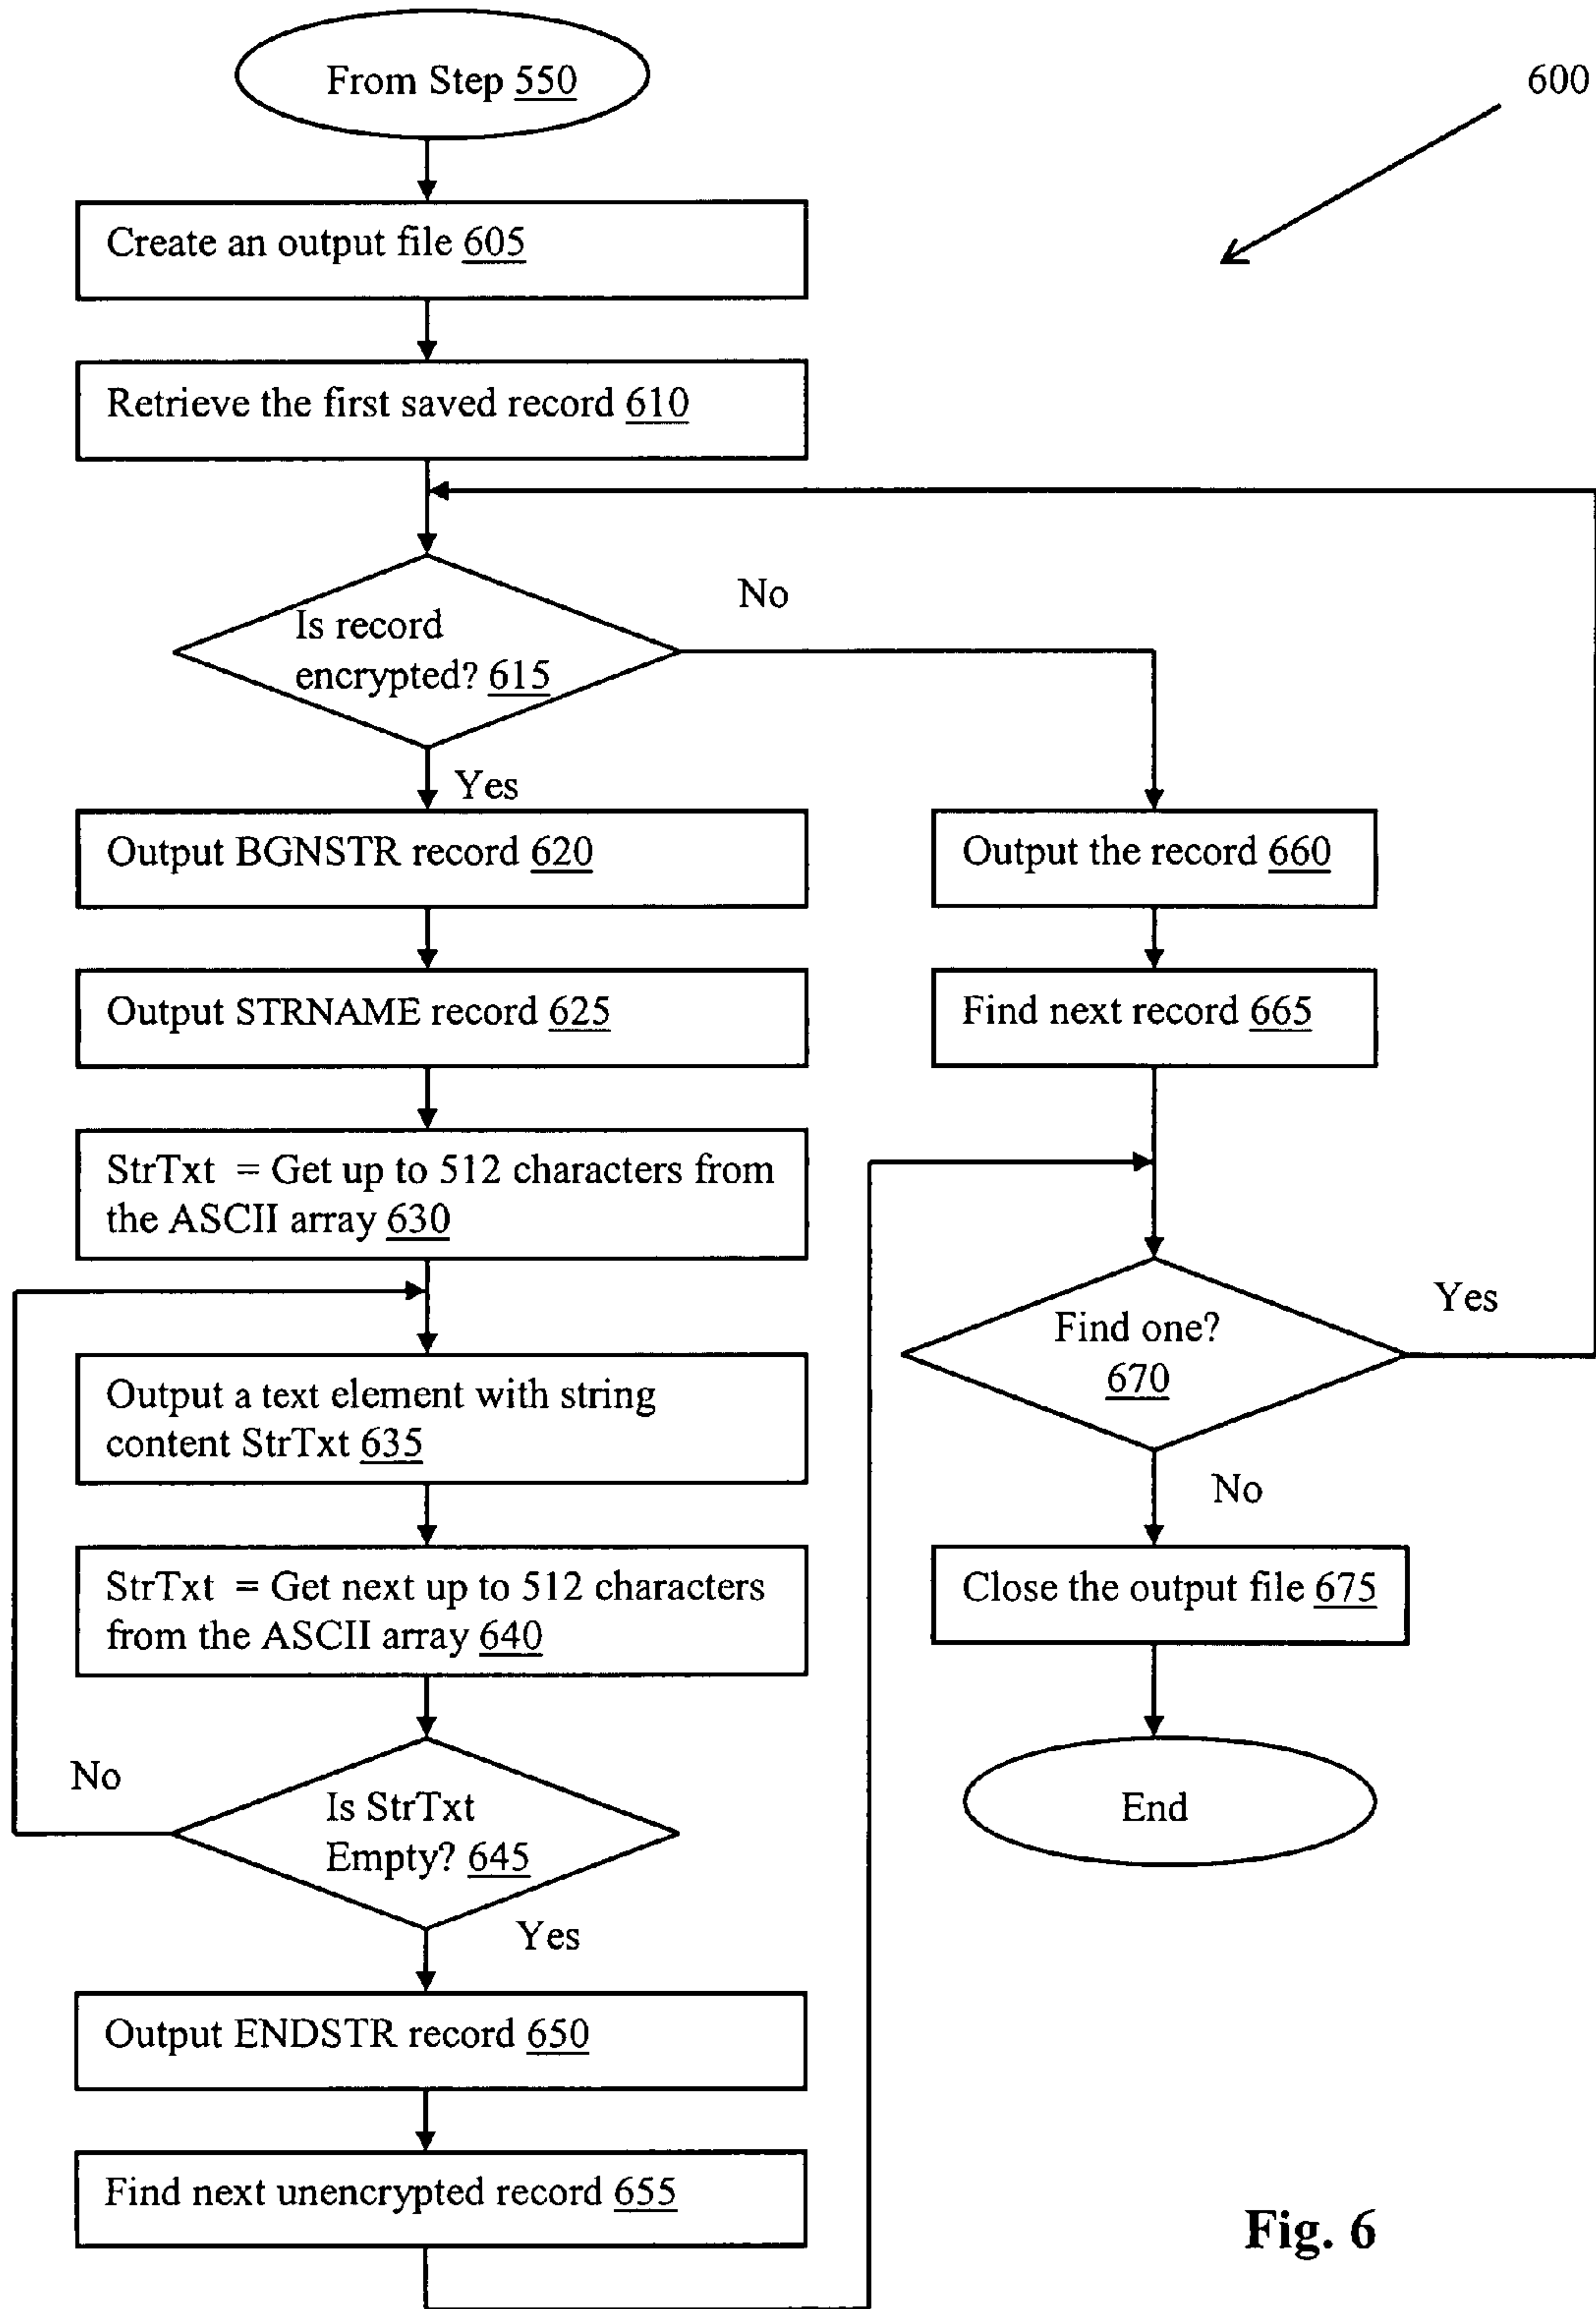 From Step 550
600
Create an output file 605
Retrieve the first saved record 610
Is record
encrypted? 615
No
Yes
Output BGNSTR record 620
Output the record 660
Output STRNAME record 625
Find next record 665
StrTxt = Get up to 512 characters from
the ASCII array 630
Find one?
670
Yes
Output a text element with string
content StrTxt 635
No
StrTxt = Get next up to 512 characters
from the ASCII array 640
Close the output file 675
No
Is StrTxt
Empty? 645
End
Yes
Output ENDSTR record 650
Find next unencrypted record 655
Fig. 6